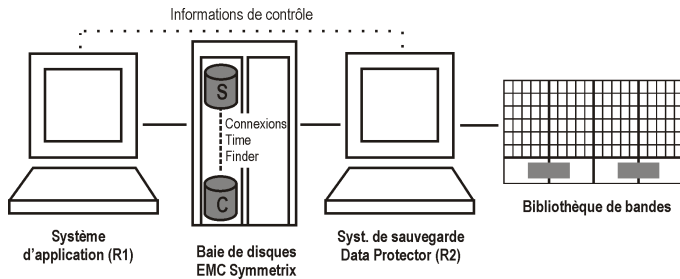 Informations de contrôle
S
Connexions
Time
Finder
C
Système
d'application (R1)
Baie de disques
EMC Symmetrix
Syst. de sauvegarde
Data Protector (R2)
Bibliothèque de bandes